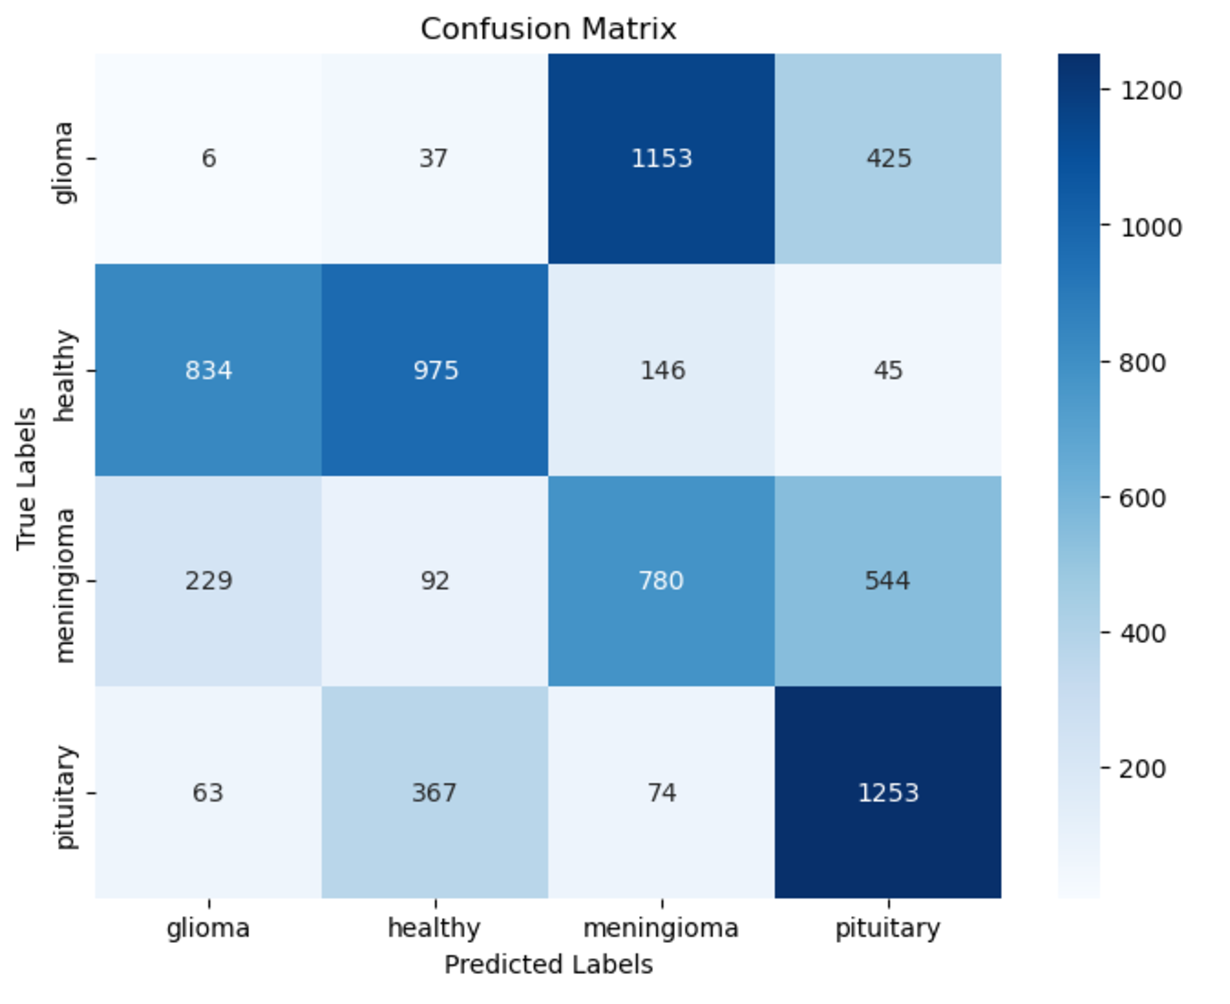 Confusion Matrix
glioma
6 37 1153 425
healthy
834 975 146 45
meningioma
229 92 780 544
pituitary
63 367 74 1253
glioma healthy meningioma pituitary
Predicted Labels
True Labels
1200
1000
800
600
400
200